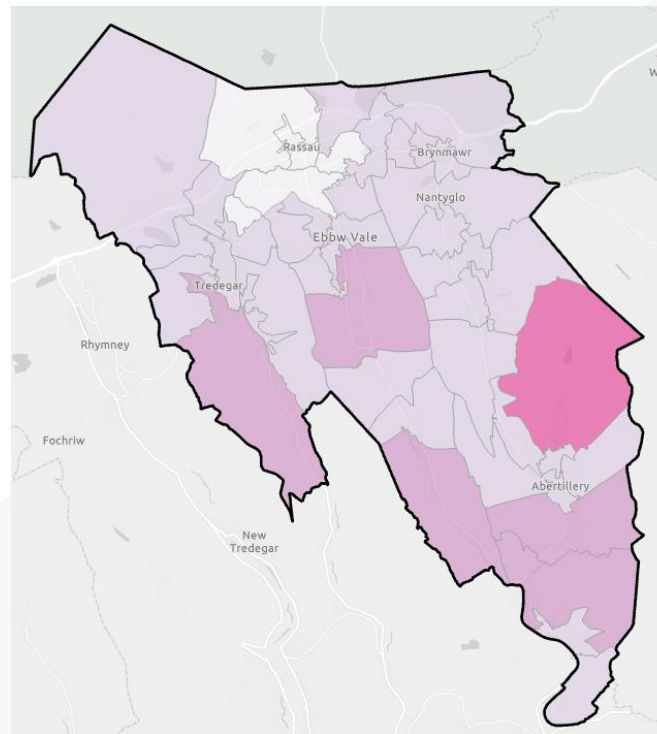 W
Rassau
Brynmawr
Nantyglo
Ebbw Vale
Tredegar
Rhymney
Fochriw
Abertillery
New
Tredegar